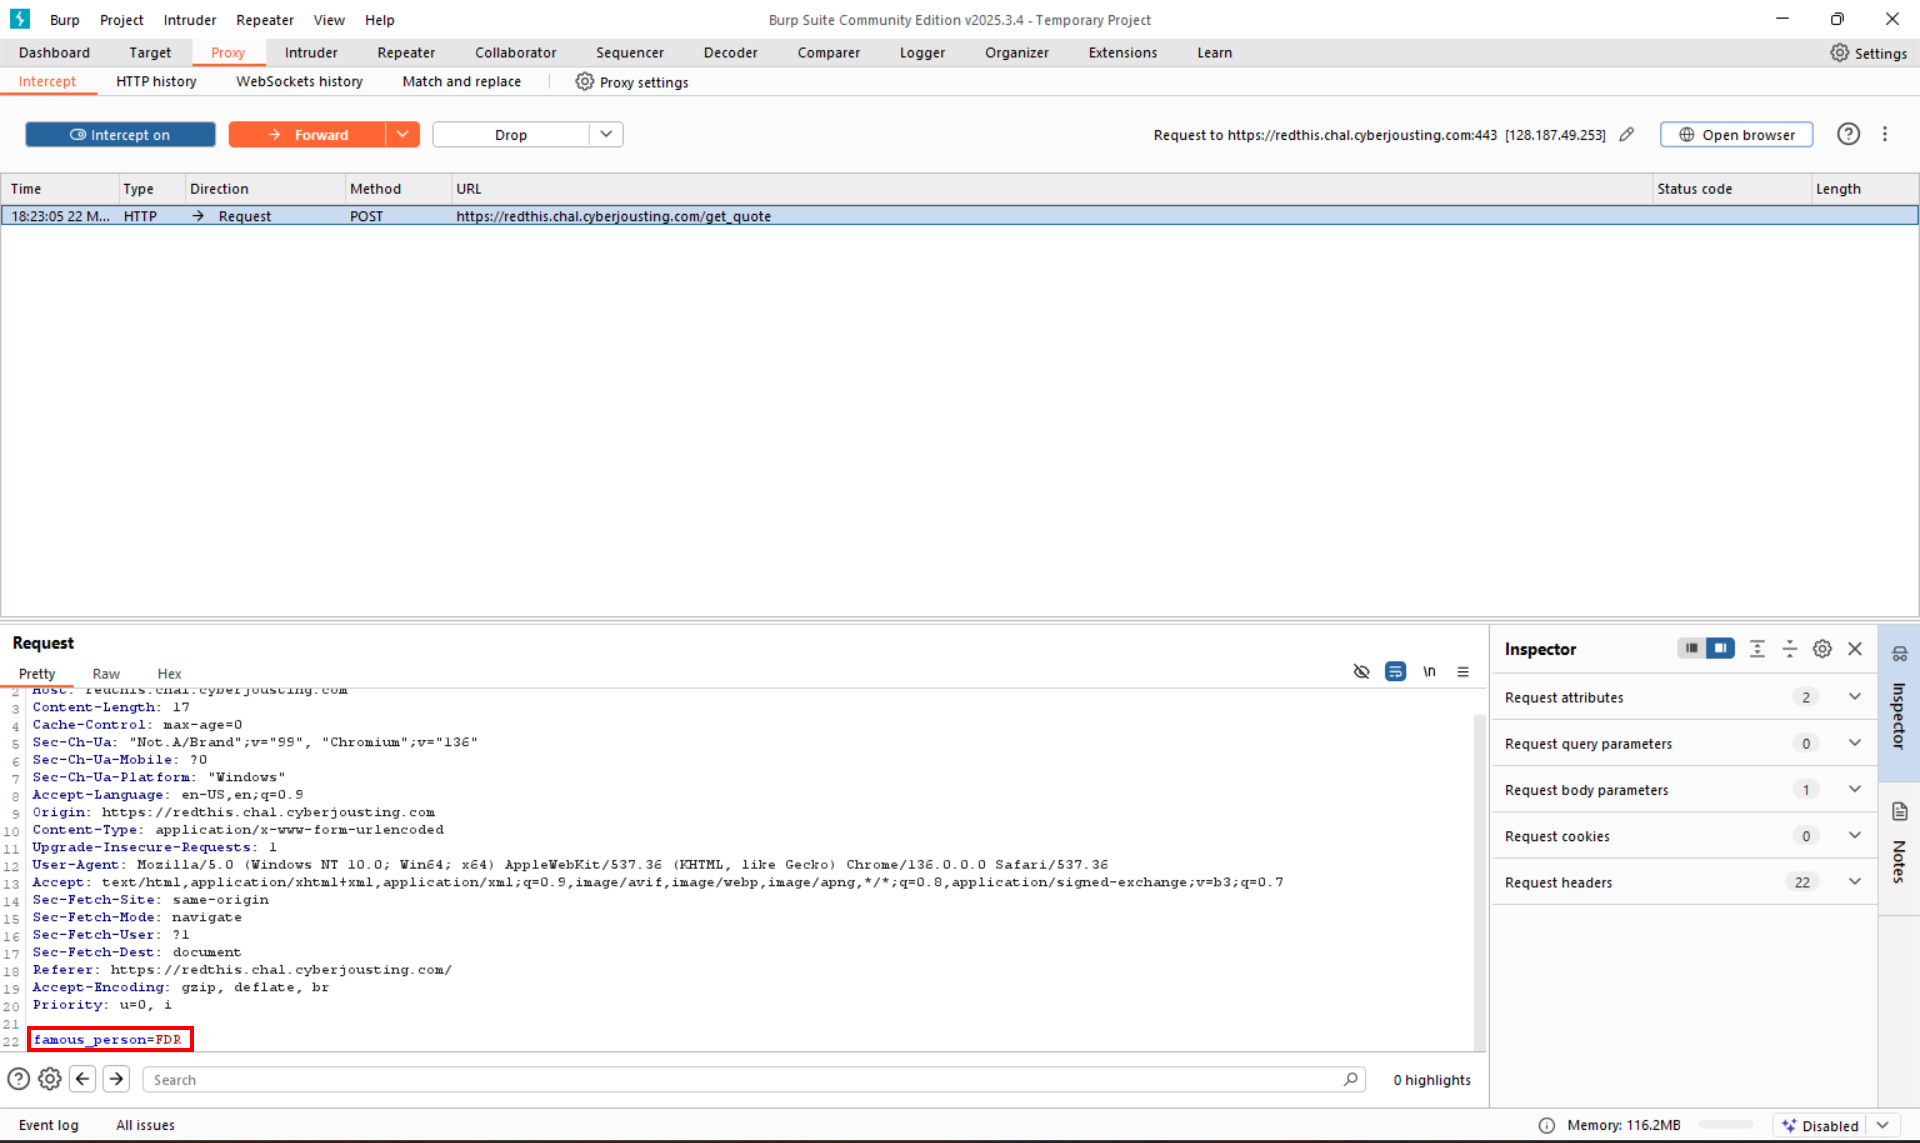 Burp Project Intruder Repeater View Help
Burp Suite Community Edition v2025.3.4 - Temporary Project
Dashboard Target Proxy Intruder Repeater Collaborator Sequencer Decoder Comparer Logger Organizer Extensions Learn
Settings
Intercept HTTP history WebSockets history Match and replace Proxy settings
Intercept on Forward Drop
Request to https://redthis.chal.cyberjousting.com:443 [128.187.49.253]
Open browser
Time Type Direction Method URL Status code Length
18:23:05 22 M... HTTP → Request POST https://redthis.chal.cyberjousting.com/get_quote
Request
Pretty Raw Hex
\n
2 Host: redthis.chal.cyberjousting.com
3 Content-Length: 17
4 Cache-Control: max-age=0
5 Sec-Ch-Ua: "Not.A/Brand";v="99", "Chromium";v="136"
6 Sec-Ch-Ua-Mobile: ?0
7 Sec-Ch-Ua-Platform: "Windows"
8 Accept-Language: en-US,en;q=0.9
9 Origin: https://redthis.chal.cyberjousting.com
10 Content-Type: application/x-www-form-urlencoded
11 Upgrade-Insecure-Requests: 1
12 User-Agent: Mozilla/5.0 (Windows NT 10.0; Win64; x64) AppleWebKit/537.36 (KHTML, like Gecko) Chrome/136.0.0.0 Safari/537.36
13 Accept: text/html,application/xhtml+xml,application/xml;q=0.9,image/avif,image/webp,image/apng,*/*;q=0.8,application/signed-exchange;v=b3;q=0.7
14 Sec-Fetch-Site: same-origin
15 Sec-Fetch-Mode: navigate
16 Sec-Fetch-User: ?1
17 Sec-Fetch-Dest: document
18 Referer: https://redthis.chal.cyberjousting.com/
19 Accept-Encoding: gzip, deflate, br
20 Priority: u=0, i
21
22 famous_person=FDR
Search
0 highlights
Inspector
Request attributes 2
Request query parameters 0
Request body parameters 1
Request cookies 0
Request headers 22
Inspector
Notes
Event log All issues
Memory: 116.2MB
Disabled